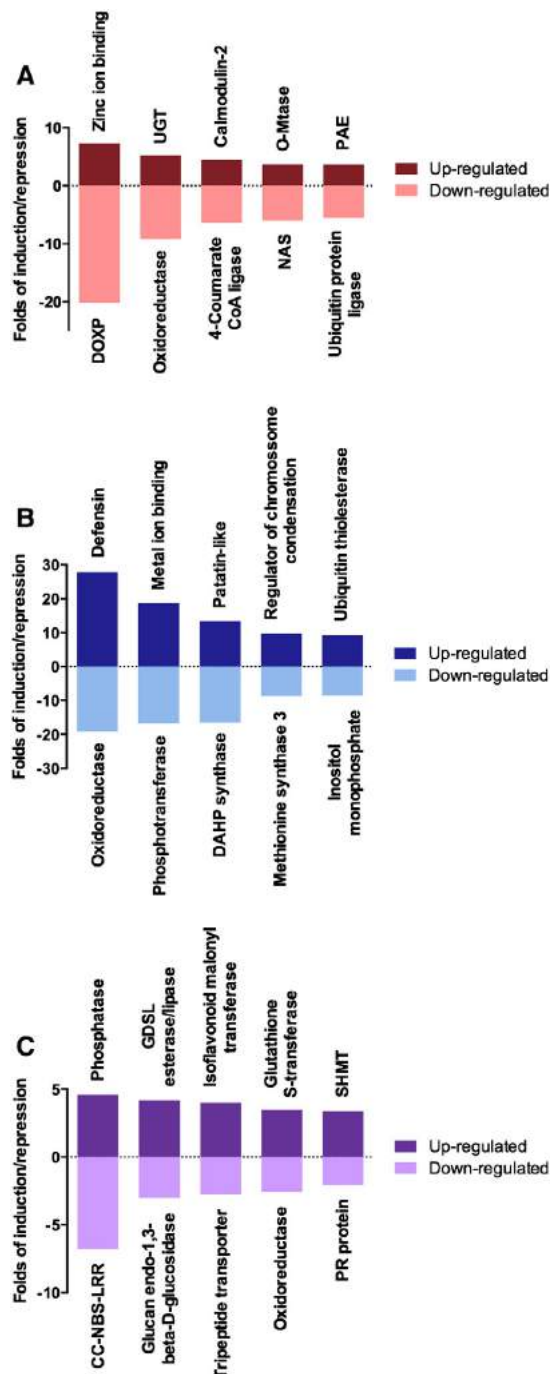 A
Zinc ion binding
UGT
Calmodulin-2
O-Mtase
PAE
Folds of induction/repression
10
0
-10
-20
Up-regulated
Down-regulated
DOXP
Oxidoreductase
4-Coumarate
CoA ligase
NAS
Ubiquitin protein
ligase
B
Defensin
Metal ion binding
Patatin-like
Regulator of chromossome
condensation
Ubiquitin thiolesterase
Folds of induction/repression
30
20
10
0
-10
-20
-30
Up-regulated
Down-regulated
Oxidoreductase
Phosphotransferase
DAHP synthase
Methionine synthase 3
Inositol
monophosphate
C
Phosphatase
GDSL
esterase/lipase
Isoflavonoid malonyl
transferase
Glutathione
S-transferase
SHMT
Folds of induction/repression
5
0
-5
-10
Up-regulated
Down-regulated
CC-NBS-LRR
Glucan endo-1,3-
beta-D-glucosidase
Tripeptide transporter
Oxidoreductase
PR protein